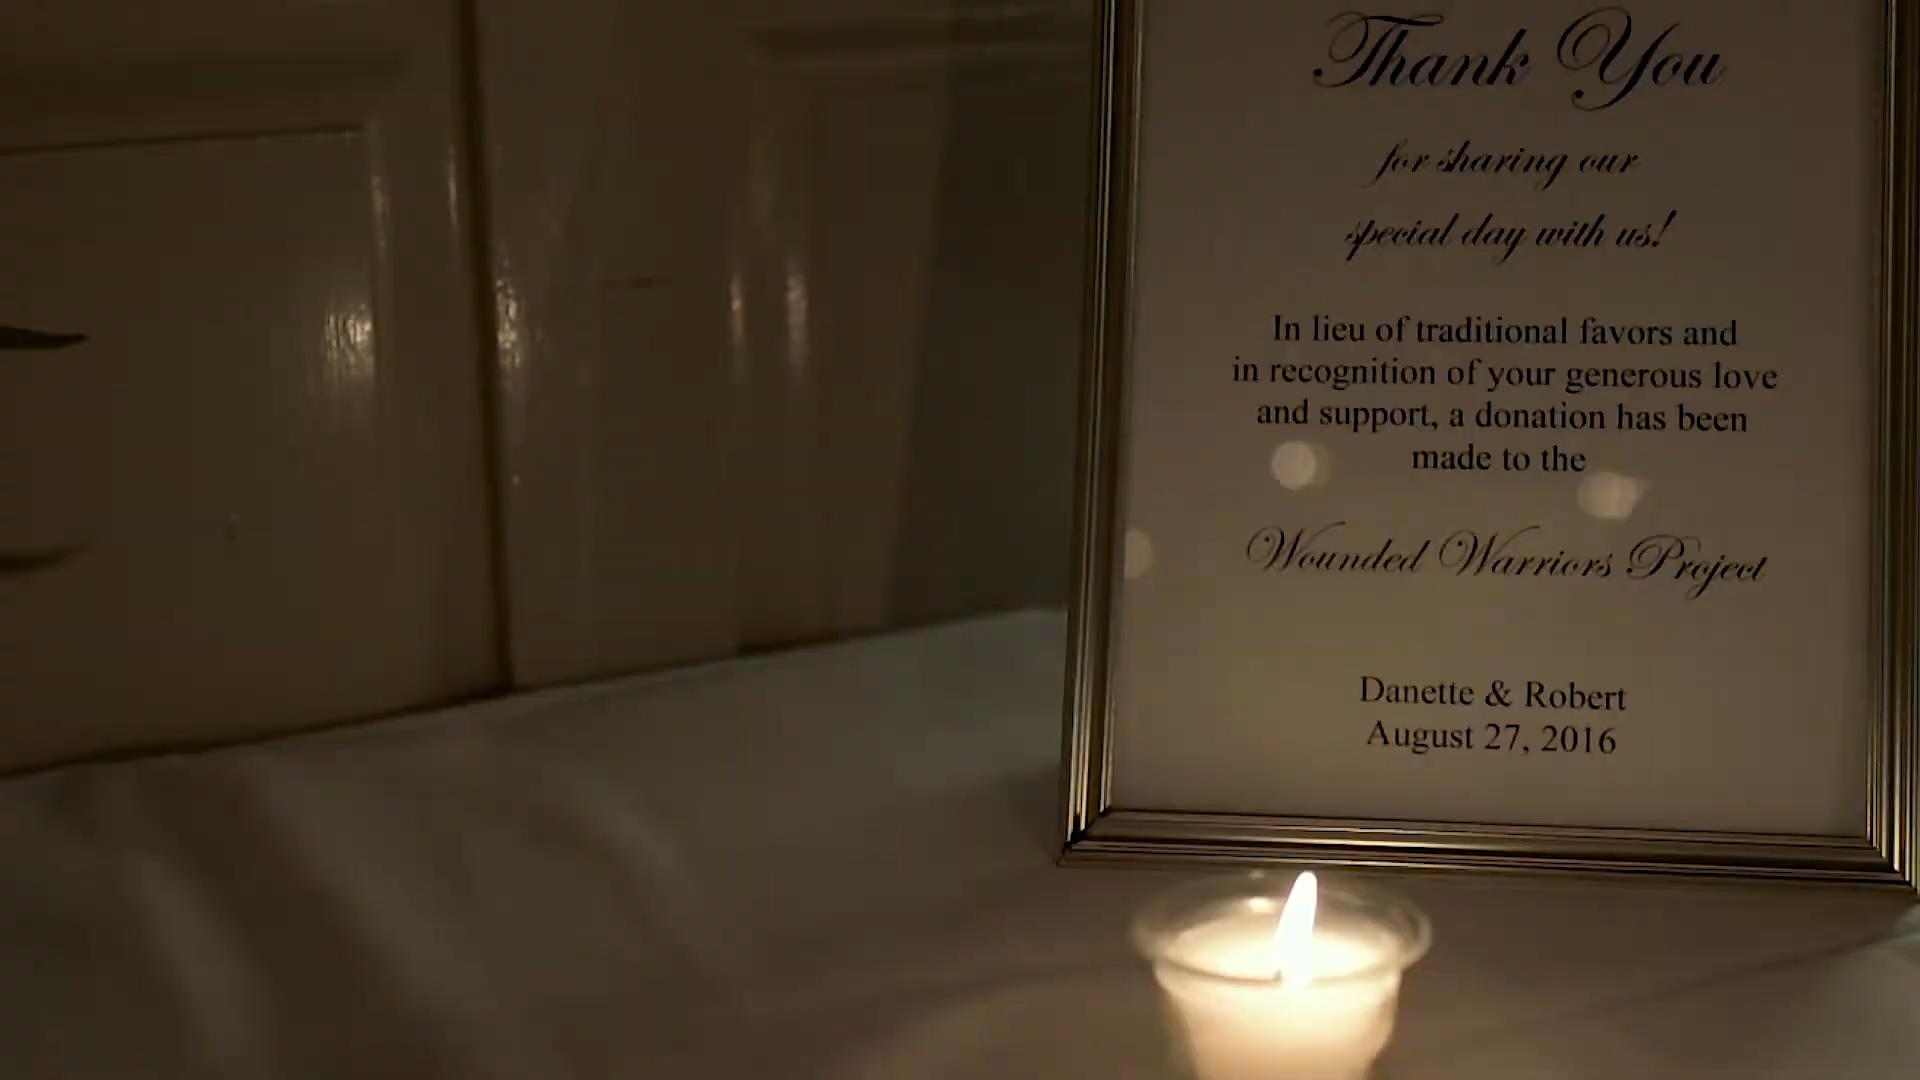 Thank You
for sharing our
special day with us!
In lieu of traditional favors and
in recognition of your generous love
and support, a donation has been
made to the
Wounded Warriors Project
Danette & Robert
August 27, 2016